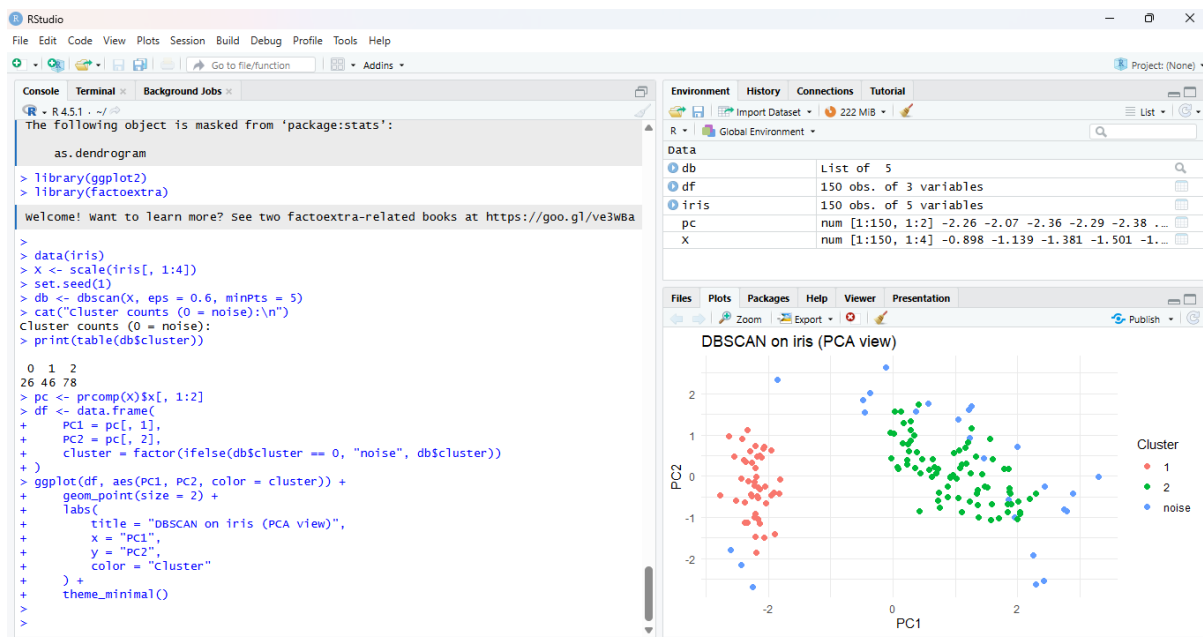 RStudio
File Edit Code View Plots Session Build Debug Profile Tools Help
Go to file/function Addins Project: (None)
Console Terminal Background Jobs
R 4.5.1 · ~/
The following object is masked from ‘package:stats’:
as.dendrogram
> library(ggplot2)
> library(factoextra)
Welcome! Want to learn more? See two factoextra-related books at https://goo.gl/ve3WBa
>
> data(iris)
> X <- scale(iris[, 1:4])
> set.seed(1)
> db <- dbscan(X, eps = 0.6, minPts = 5)
> cat("Cluster counts (0 = noise):\n")
Cluster counts (0 = noise):
> print(table(db$cluster))
0 1 2
26 46 78
> pc <- prcomp(X)$x[, 1:2]
> df <- data.frame(
+ PC1 = pc[, 1],
+ PC2 = pc[, 2],
+ cluster = factor(ifelse(db$cluster == 0, "noise", db$cluster))
+ )
> ggplot(df, aes(PC1, PC2, color = cluster)) +
+ geom_point(size = 2) +
+ labs(
+ title = "DBSCAN on iris (PCA view)",
+ x = "PC1",
+ y = "PC2",
+ color = "Cluster"
+ ) +
+ theme_minimal()
>
>
Environment History Connections Tutorial
Import Dataset 222 MiB List
R Global Environment
Data
db List of 5
df 150 obs. of 3 variables
iris 150 obs. of 5 variables
pc num [1:150, 1:2] -2.26 -2.07 -2.36 -2.29 -2.38 ...
X num [1:150, 1:4] -0.898 -1.139 -1.381 -1.501 -1....
Files Plots Packages Help Viewer Presentation
Zoom Export Publish
DBSCAN on iris (PCA view)
2
1
0
-1
-2
PC2
-2 0 2
PC1
Cluster
1
2
noise